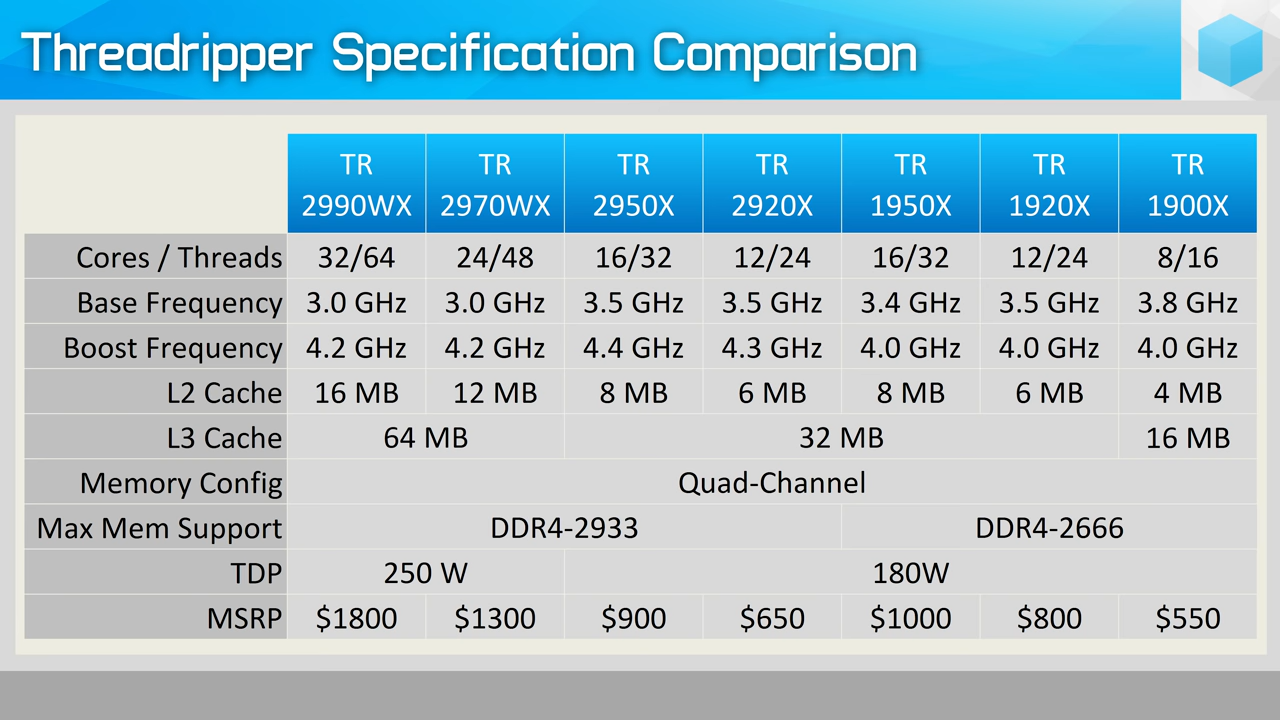 Threadripper Specification Comparison
TR 2990WX TR 2970WX TR 2950X TR 2920X TR 1950X TR 1920X TR 1900X
Cores / Threads 32/64 24/48 16/32 12/24 16/32 12/24 8/16
Base Frequency 3.0 GHz 3.0 GHz 3.5 GHz 3.5 GHz 3.4 GHz 3.5 GHz 3.8 GHz
Boost Frequency 4.2 GHz 4.2 GHz 4.4 GHz 4.3 GHz 4.0 GHz 4.0 GHz 4.0 GHz
L2 Cache 16 MB 12 MB 8 MB 6 MB 8 MB 6 MB 4 MB
L3 Cache 64 MB 32 MB 16 MB
Memory Config Quad-Channel
Max Mem Support DDR4-2933 DDR4-2666
TDP 250 W 180W
MSRP $1800 $1300 $900 $650 $1000 $800 $550